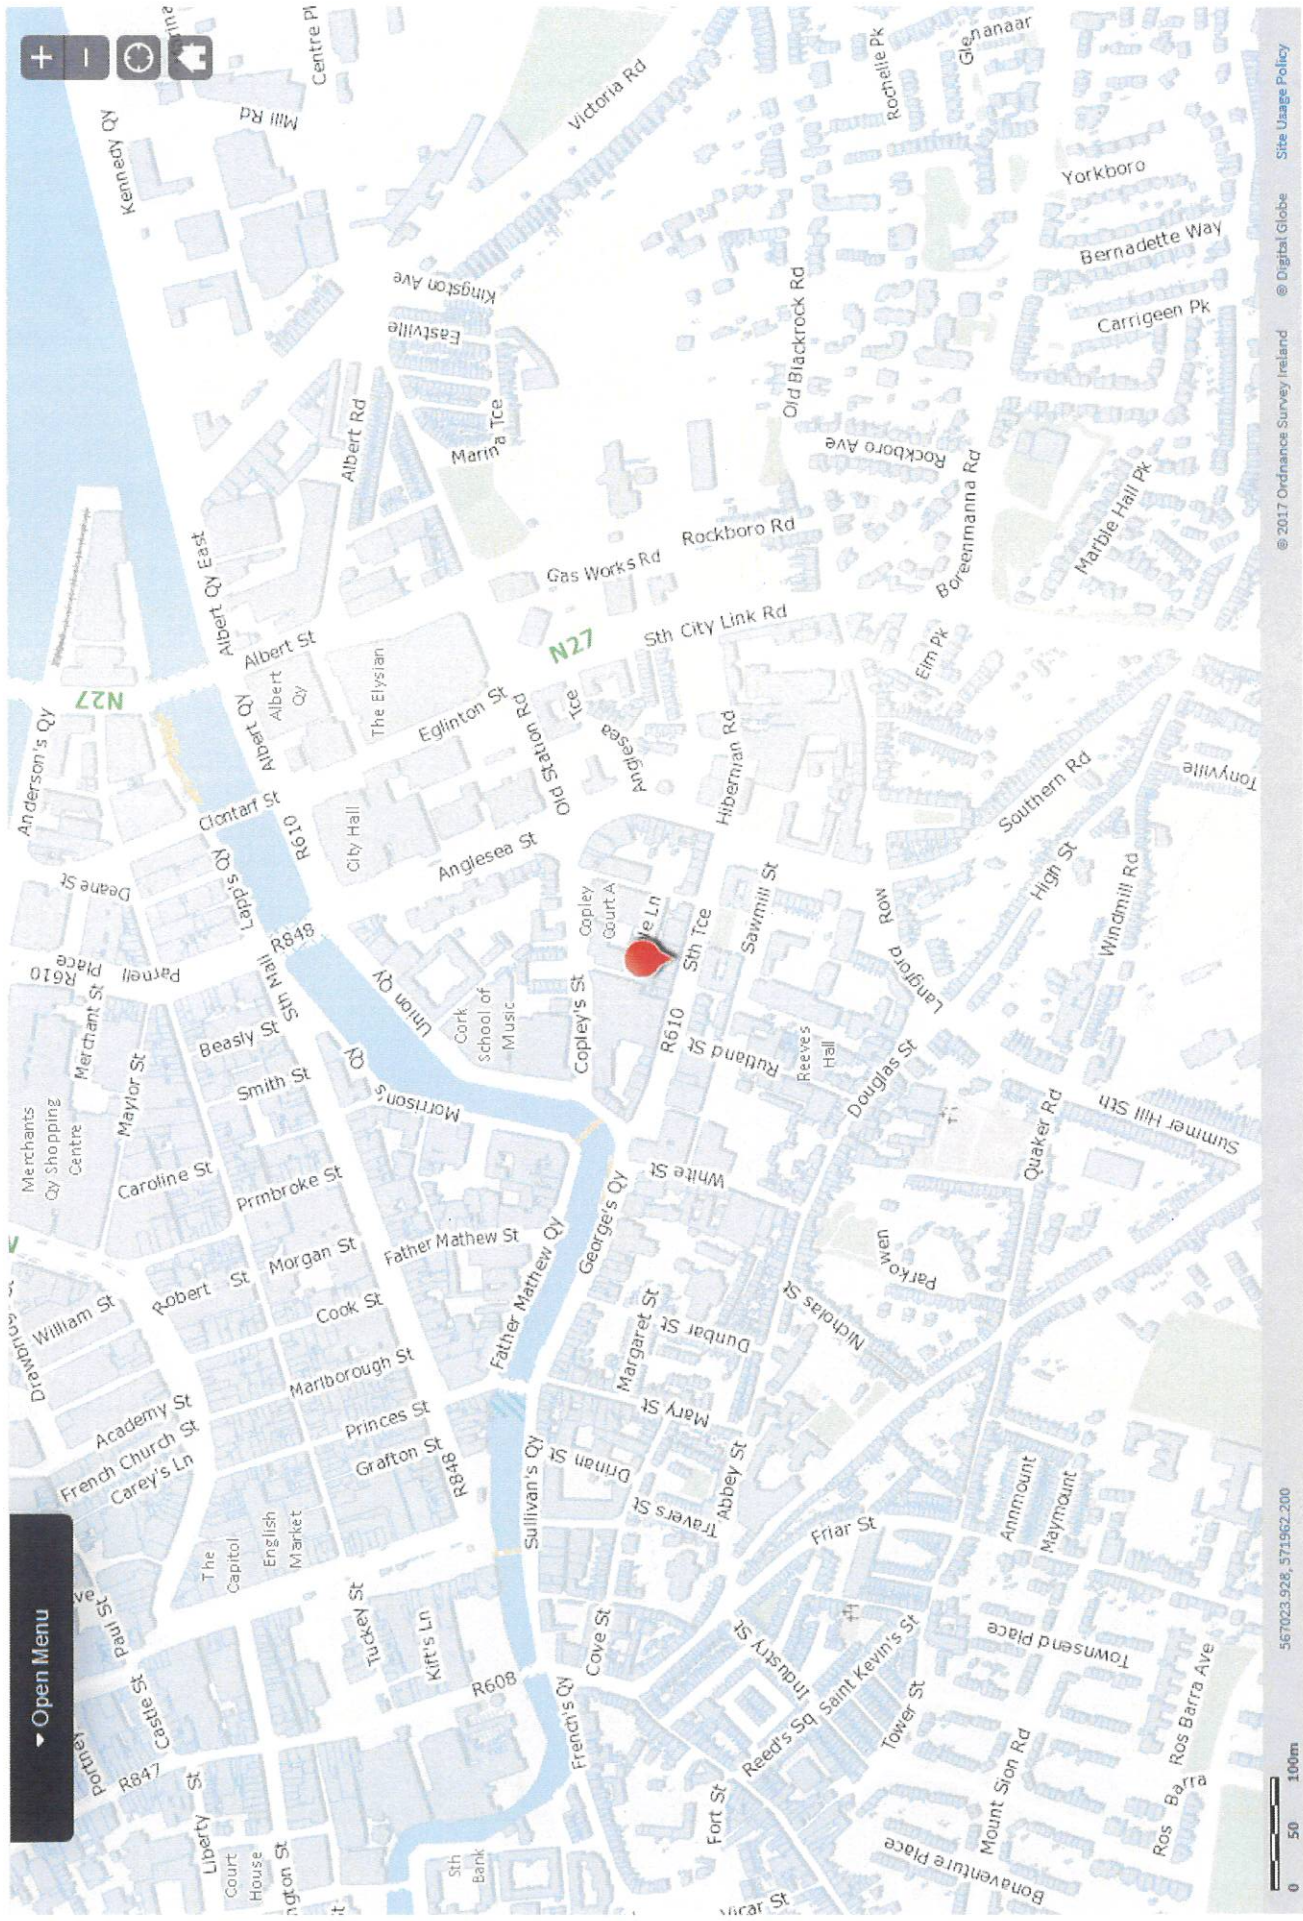 Open Menu
+
−
Portney
Castle St
Paul St
R847
Liberty St
Court
House
ngton St
Sth
Bank
The
Capitol
English
Market
Tuckey St
Kift's Ln
R608
French Church St
Carey's Ln
Academy St
William St
Merchants
Qy Shopping
Centre
Merchant St
Maylor St
Caroline St
Robert St
Morgan St
Prmbroke St
Cook St
Marlborough St
Princes St
Grafton St
R848
Smith St
Beasly St
Sth Mall
Parnell Place
R610
Deane St
Anderson's Qy
N27
Lapp's Qy
Clontarf St
R848
R610
Morrison's Qy
Union Qy
Father Mathew St
Father Mathew Qy
Cork
School of
Music
Copley's St
Copley
Court A
City Hall
Anglesea St
Albert Qy
Albert
Qy
Albert St
Albert Qy East
The Elysian
Eglinton St
Old Station Rd
Anglesea Tce
N27
Kennedy Qy
Mill Rd
Centre P
Albert Rd
Marina Tce
Eastville
Kingston Ave
Victoria Rd
Gas Works Rd
Rockboro Rd
Sth City Link Rd
Hibernian Rd
Old Blackrock Rd
Rockboro Ave
Boreenmanna Rd
Rochelle Pk
Glenanaar
Yorkboro
Bernadette Way
Carrigeen Pk
Marble Hall Pk
Elm Pk
French's Qy
Sullivan's Qy
George's Qy
Cove St
Drinan St
Travers St
Mary St
Abbey St
Margaret St
Dunbar St
White St
R610
Rutland St
Sth Tce
Sawmill St
Reeves
Hall
Langford Row
Douglas St
Nicholas St
Parkowen
Quaker Rd
Summer Hill Sth
Southern Rd
High St
Windmill Rd
Tonyville
Friar St
Industry St
Saint Kevin's St
Reed's Sq
Tower St
Fort St
Vicar St
Annmount
Maymount
Townsend Place
Mount Sion Rd
Bonaventure Place
Ros Barra
Ros Barra Ave
0 50 100m
567023.928, 571962.200
© 2017 Ordnance Survey Ireland © Digital Globe Site Usage Policy